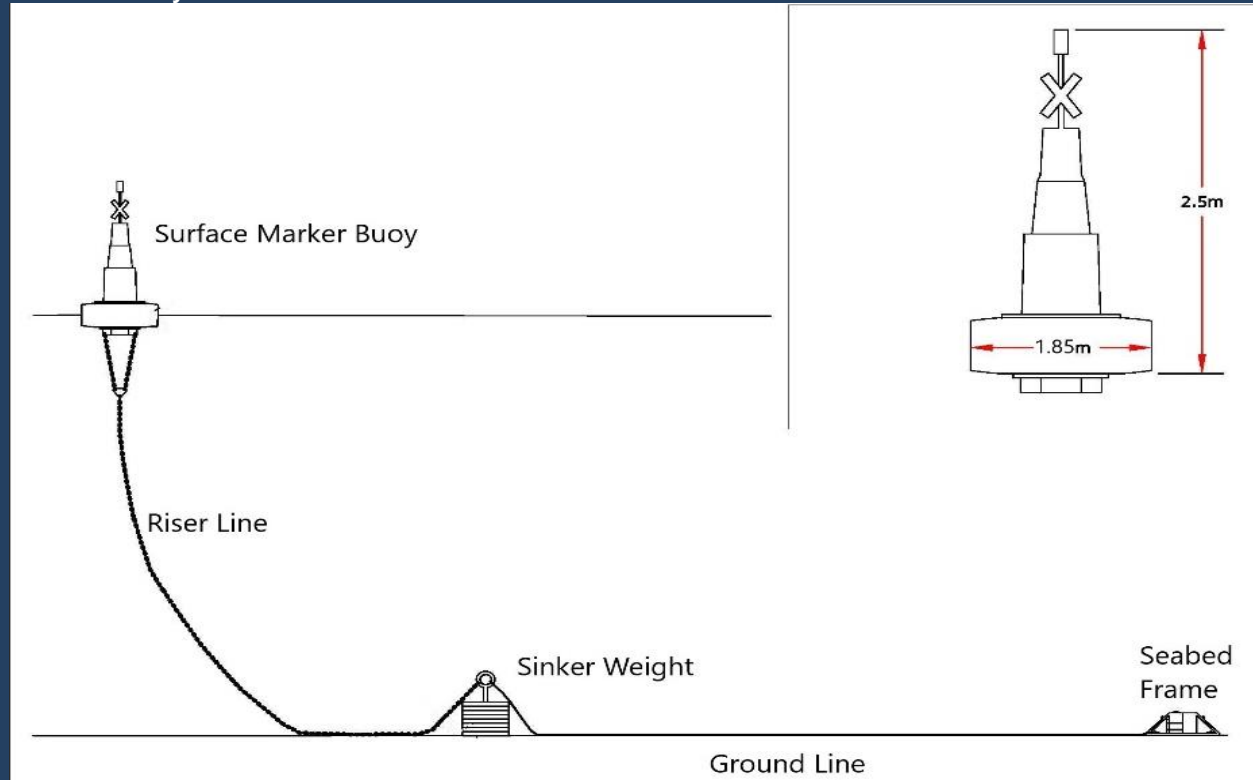 2.5m
Surface Marker Buoy
1.85m
Riser Line
Sinker Weight
Seabed
Frame
Ground Line